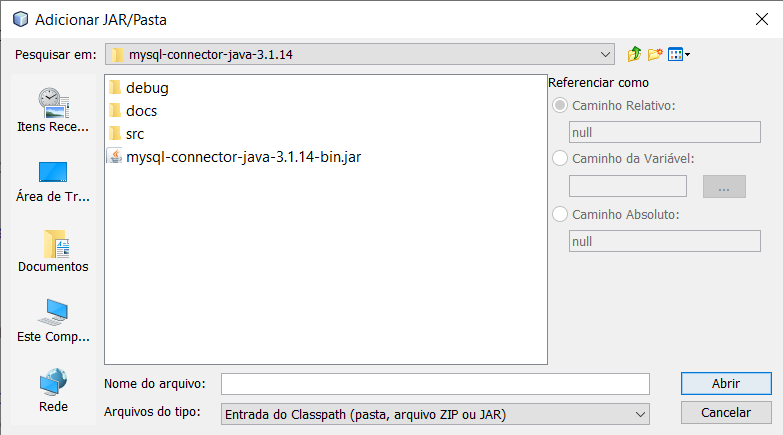 Adicionar JAR/Pasta
Pesquisar em: mysql-connector-java-3.1.14
Itens Rece...
Área de Tr...
Documentos
Este Comp...
Rede
debug
docs
src
mysql-connector-java-3.1.14-bin.jar
Referenciar como
Caminho Relativo:
null
Caminho da Variável:
...
Caminho Absoluto:
null
Nome do arquivo:
Abrir
Arquivos do tipo: Entrada do Classpath (pasta, arquivo ZIP ou JAR)
Cancelar